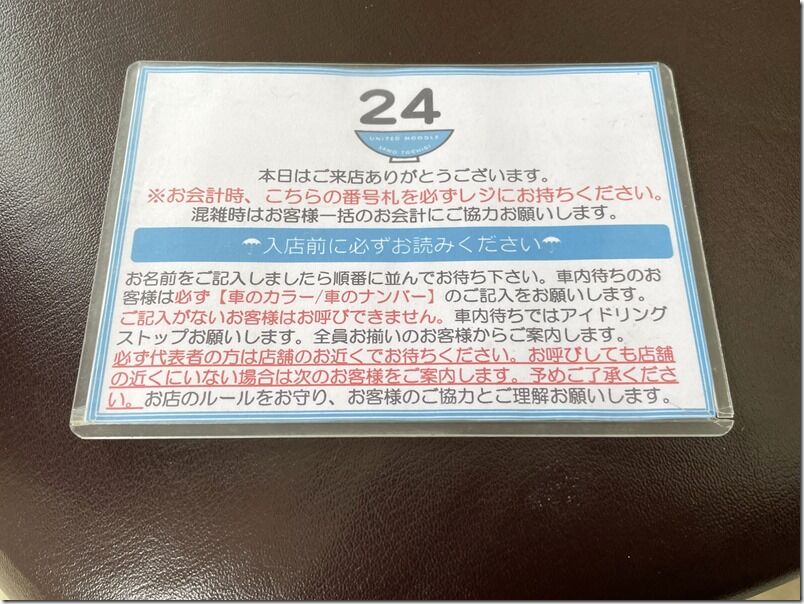 24
UNITED NOODLE
SANO TOCHIGI
本日はご来店ありがとうございます。
※お会計時、こちらの番号札を必ずレジにお持ちください。
混雑時はお客様一括のお会計にご協力お願いします。
☂入店前に必ずお読みください☂
お名前をご記入しましたら順番に並んでお待ち下さい。車内待ちのお
客様は必ず【車のカラー/車のナンバー】のご記入をお願いします。
ご記入がないお客様はお呼びできません。車内待ちではアイドリング
ストップお願いします。全員お揃いのお客様からご案内します。
必ず代表者の方は店舗のお近くでお待ちください。お呼びしても店舗
の近くにいない場合は次のお客様をご案内します。予めご了承くださ
い。お店のルールをお守り、お客様のご協力とご理解お願いします。